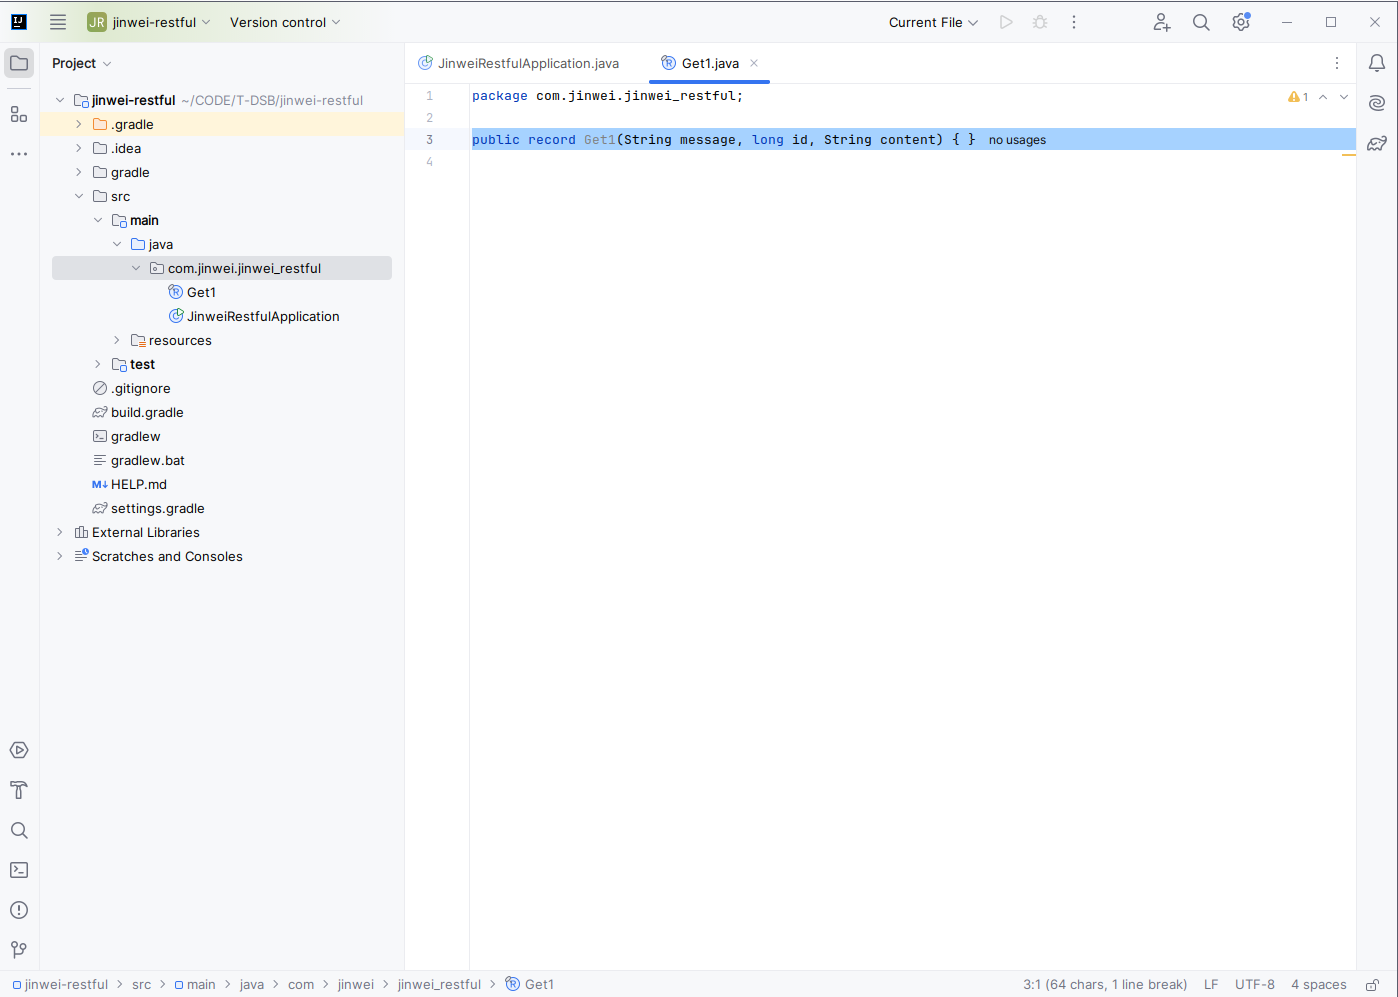 JR jinwei-restful Version control Current File
Project JinweiRestfulApplication.java Get1.java
jinwei-restful ~/CODE/T-DSB/jinwei-restful
.gradle
.idea
gradle
src
main
java
com.jinwei.jinwei_restful
Get1
JinweiRestfulApplication
resources
test
.gitignore
build.gradle
gradlew
gradlew.bat
M↓ HELP.md
settings.gradle
External Libraries
Scratches and Consoles
1 package com.jinwei.jinwei_restful; 1
2
3 public record Get1(String message, long id, String content) { } no usages
4
jinwei-restful > src > main > java > com > jinwei > jinwei_restful > Get1 3:1 (64 chars, 1 line break) LF UTF-8 4 spaces